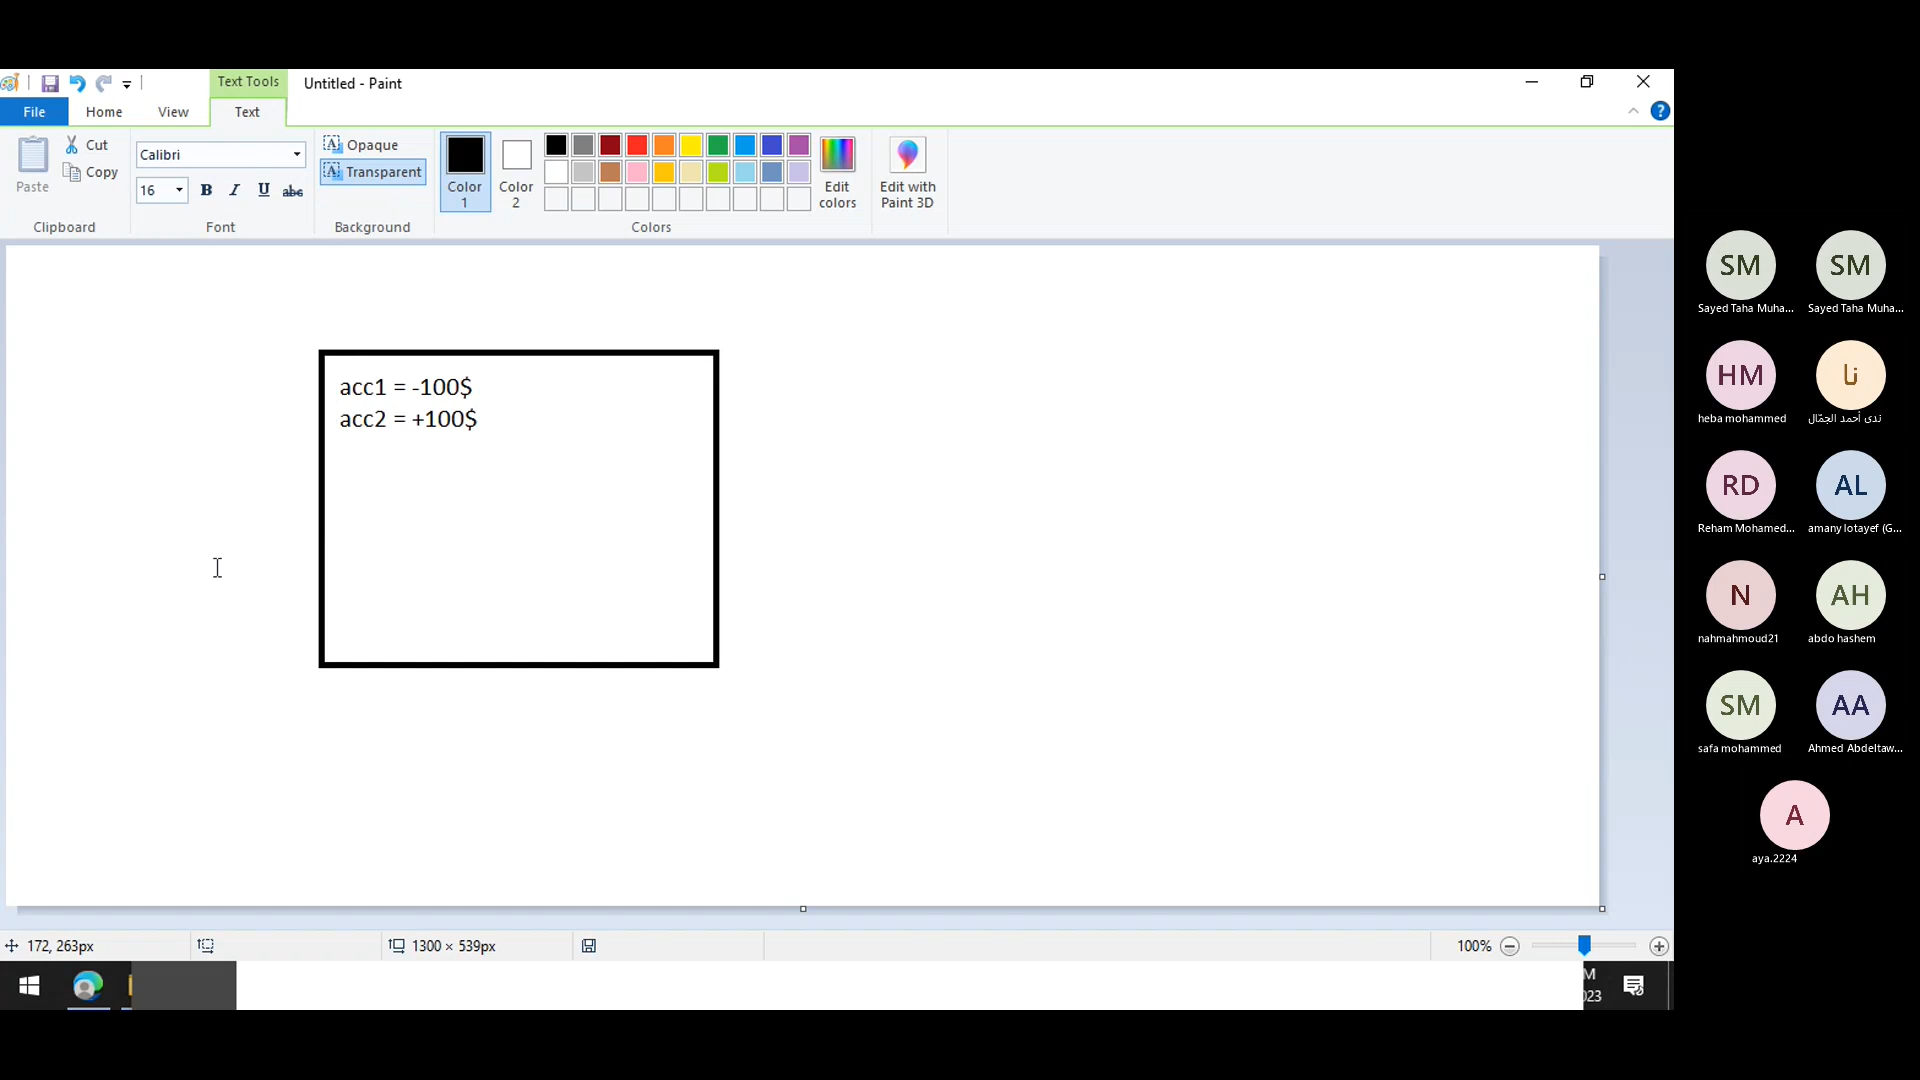 Text Tools
Untitled - Paint
File
Home
View
Text
Paste
Cut
Copy
Clipboard
Calibri
16
B
I
U
abc
Font
Opaque
Transparent
Background
Color 1
Color 2
Edit colors
Colors
Edit with Paint 3D
acc1 = -100$
acc2 = +100$
SM
Sayed Taha Muha...
SM
Sayed Taha Muha...
HM
heba mohammed
نا
ندى أحمد الجمّال
RD
Reham Mohamed...
AL
amany lotayef (G...
N
nahmahmoud21
AH
abdo hashem
SM
safa mohammed
AA
Ahmed Abdeltaw...
A
aya.2224
172, 263px
1300 × 539px
100%
M
023